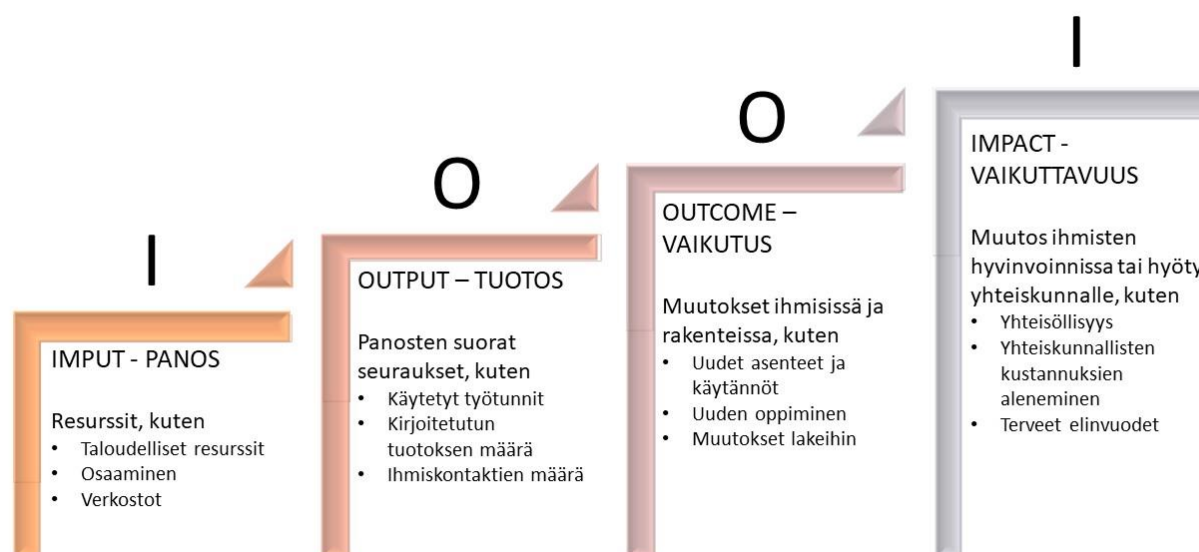 I
IMPUT - PANOS
Resurssit, kuten
• Taloudelliset resurssit
• Osaaminen
• Verkostot
O
OUTPUT – TUOTOS
Panosten suorat
seuraukset, kuten
• Käytetyt työtunnit
• Kirjoitetutun
tuotoksen määrä
• Ihmiskontaktien määrä
O
OUTCOME –
VAIKUTUS
Muutokset ihmisissä ja
rakenteissa, kuten
• Uudet asenteet ja
käytännöt
• Uuden oppiminen
• Muutokset lakeihin
I
IMPACT -
VAIKUTTAVUUS
Muutos ihmisten
hyvinvoinnissa tai hyöty
yhteiskunnalle, kuten
• Yhteisöllisyys
• Yhteiskunnallisten
kustannuksien
aleneminen
• Terveet elinvuodet